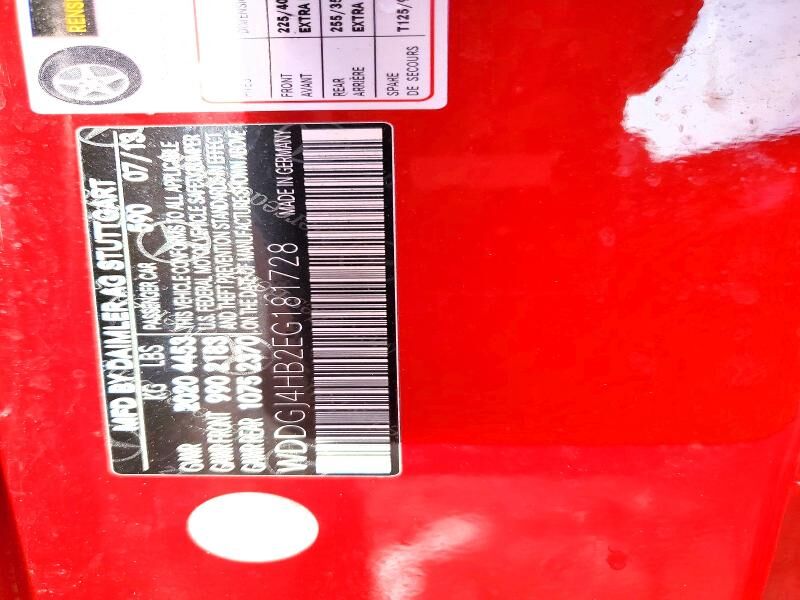 RENSE
DIMENSION
FRONT
AVANT
225/40
EXTRA
REAR
ARRIÈRE
255/35
EXTRA
SPARE
DE SECOURS
T125/
MFD BY DAIMLER AG STUTTGART
KG LBS PASSENGER CAR 590 07/13
GVWR 2020 4453 THIS VEHICLE CONFORMS TO ALL APPLICABLE
GAWR FRONT 990 2183 U.S. FEDERAL MOTOR VEHICLE SAFETY, BUMPER,
AND THEFT PREVENTION STANDARDS IN EFFECT
GAWR REAR 1075 2370 ON THE DATE OF MANUFACTURE SHOWN ABOVE.
WDDGJ4HB2EG181728 MADE IN GERMANY